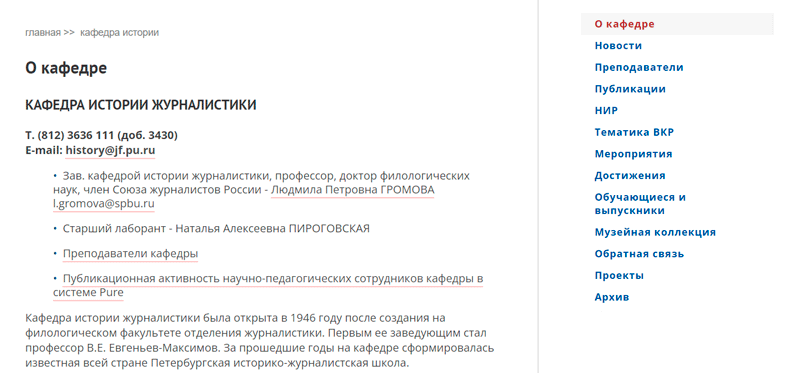 главная >> кафедра истории
О кафедре
КАФЕДРА ИСТОРИИ ЖУРНАЛИСТИКИ
Т. (812) 3636 111 (доб. 3430)
E-mail: history@jf.pu.ru
• Зав. кафедрой истории журналистики, профессор, доктор филологических
наук, член Союза журналистов России - Людмила Петровна ГРОМОВА
l.gromova@spbu.ru
• Старший лаборант - Наталья Алексеевна ПИРОГОВСКАЯ
• Преподаватели кафедры
• Публикационная активность научно-педагогических сотрудников кафедры в
системе Pure
Кафедра истории журналистики была открыта в 1946 году после создания на
филологическом факультете отделения журналистики. Первым ее заведующим стал
профессор В.Е. Евгеньев-Максимов. За прошедшие годы на кафедре сформировалась
известная всей стране Петербургская историко-журналистская школа.
О кафедре
Новости
Преподаватели
Публикации
НИР
Тематика ВКР
Мероприятия
Достижения
Обучающиеся и
выпускники
Музейная коллекция
Обратная связь
Проекты
Архив